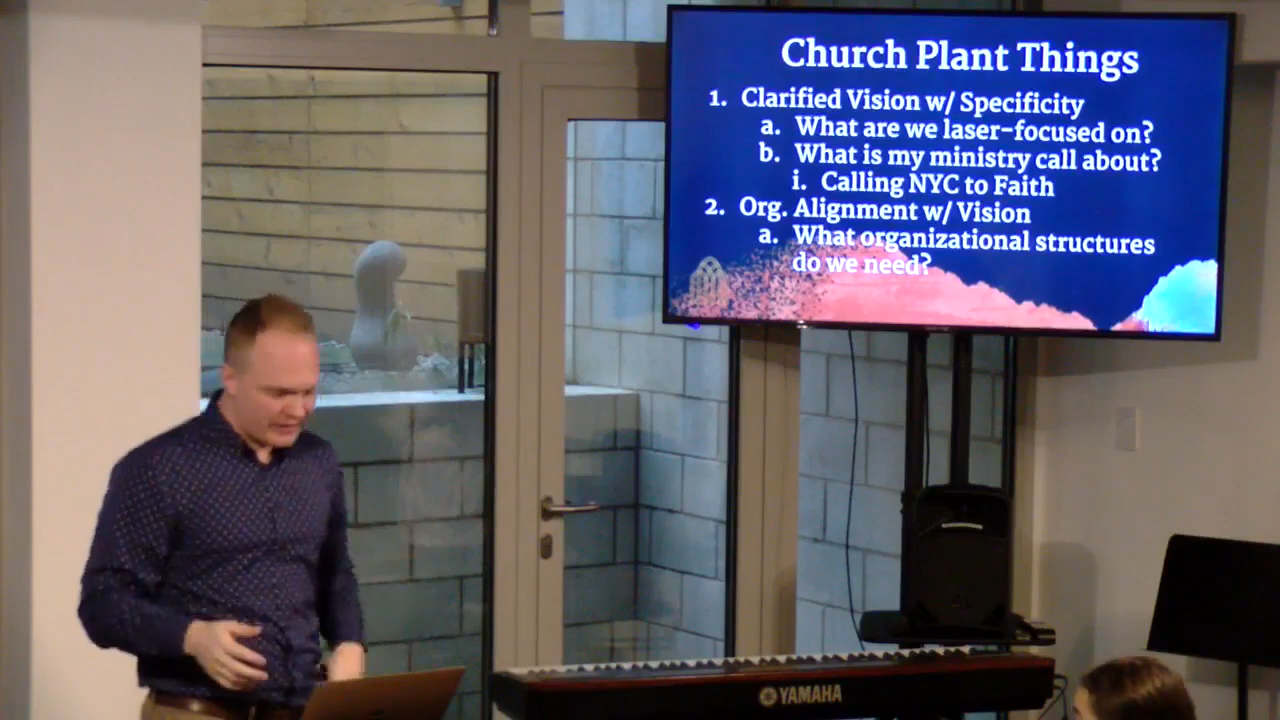 Church Plant Things
1. Clarified Vision w/ Specificity
a. What are we laser-focused on?
b. What is my ministry call about?
i. Calling NYC to Faith
2. Org. Alignment w/ Vision
a. What organizational structures
do we need?
YAMAHA